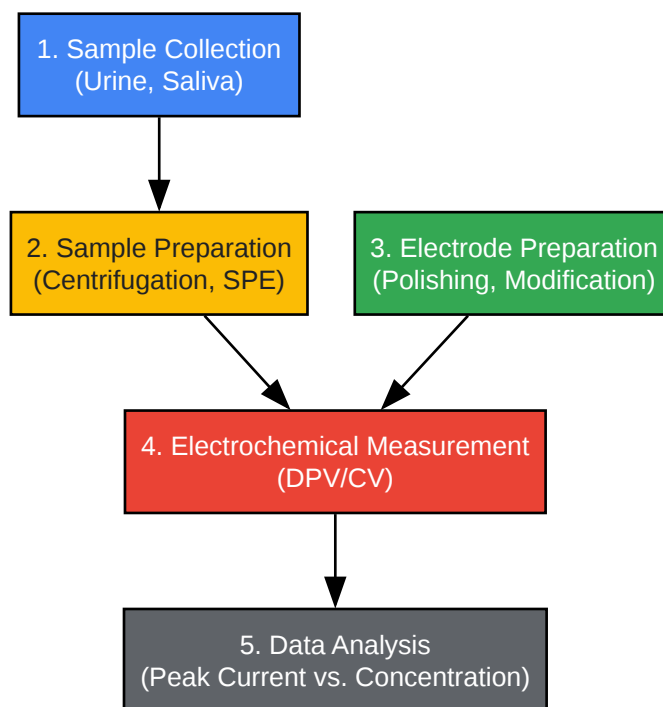 1. Sample Collection
(Urine, Saliva)
2. Sample Preparation
(Centrifugation, SPE)
3. Electrode Preparation
(Polishing, Modification)
4. Electrochemical Measurement
(DPV/CV)
5. Data Analysis
(Peak Current vs. Concentration)